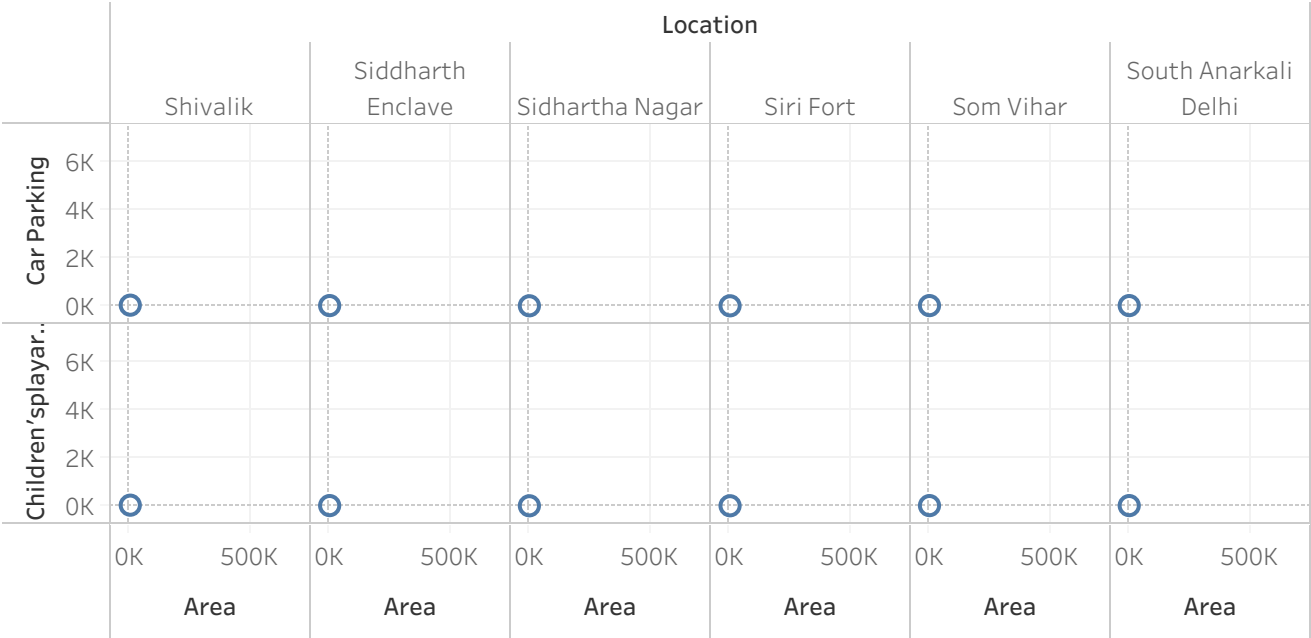 Location
Shivalik
Siddharth
Enclave
Sidhartha Nagar
Siri Fort
Som Vihar
South Anarkali
Delhi
Car Parking
6K
4K
2K
0K
Children'splayar..
6K
4K
2K
0K
0K 500K 0K 500K 0K 500K 0K 500K 0K 500K 0K 500K
Area Area Area Area Area Area